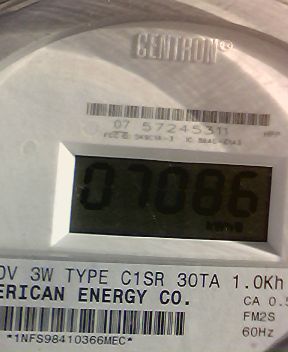 CENTRON®
07 57245311
07086
0V 3W TYPE C1SR 30TA 1.0Kh
ERICAN ENERGY CO.
CA 0.5
FM2S
60Hz
*1NFS98410366MEC*